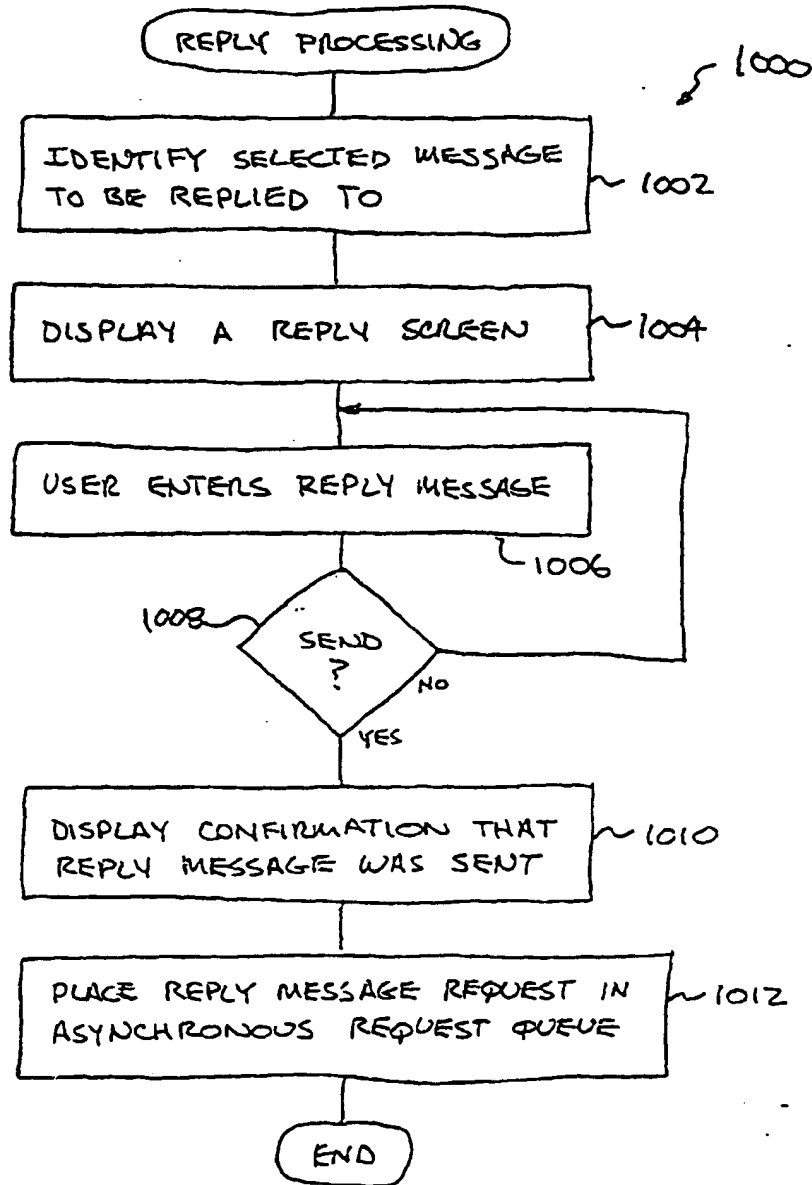 REPLY PROCESSING
1000
IDENTIFY SELECTED MESSAGE
TO BE REPLIED TO
1002
DISPLAY A REPLY SCREEN
1004
USER ENTERS REPLY MESSAGE
1006
1008
SEND
?
NO
YES
DISPLAY CONFIRMATION THAT
REPLY MESSAGE WAS SENT
1010
PLACE REPLY MESSAGE REQUEST IN
ASYNCHRONOUS REQUEST QUEUE
1012
END